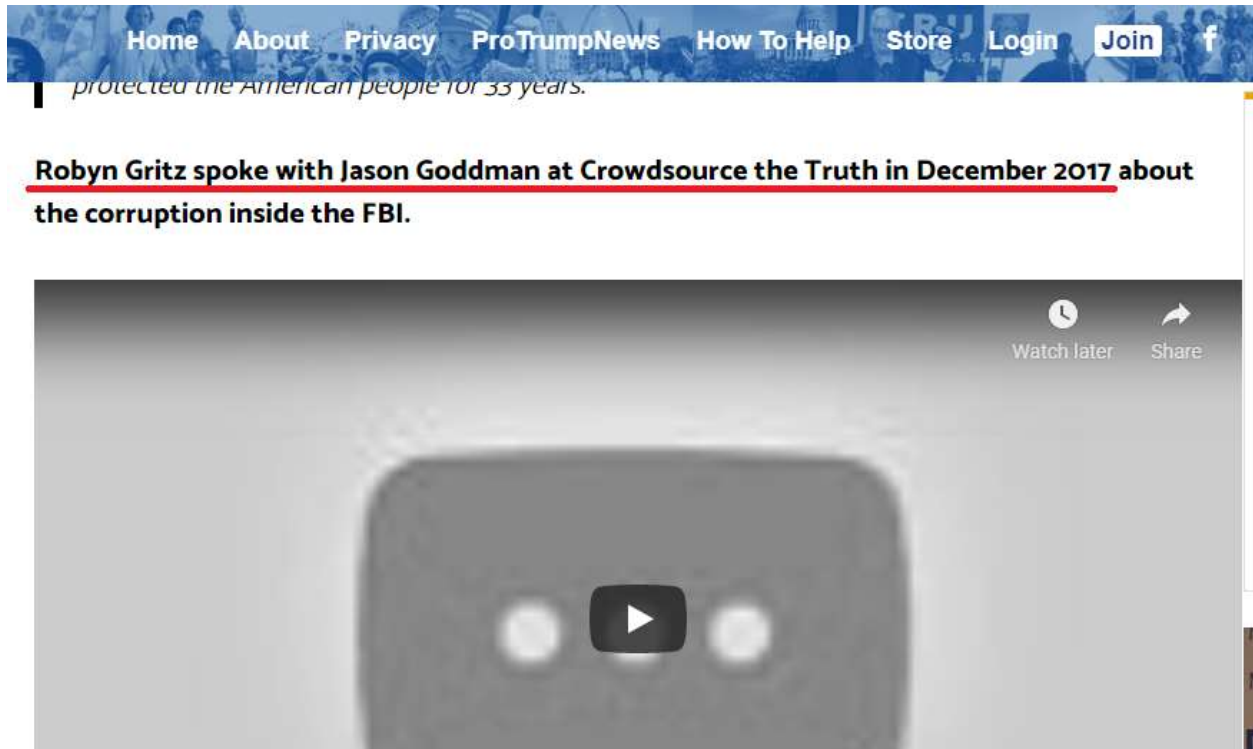 Home About Privacy ProTrumpNews How To Help Store Login Join f
protected the American people for 33 years.
Robyn Gritz spoke with Jason Goddman at Crowdsource the Truth in December 2017 about
the corruption inside the FBI.
Watch later Share